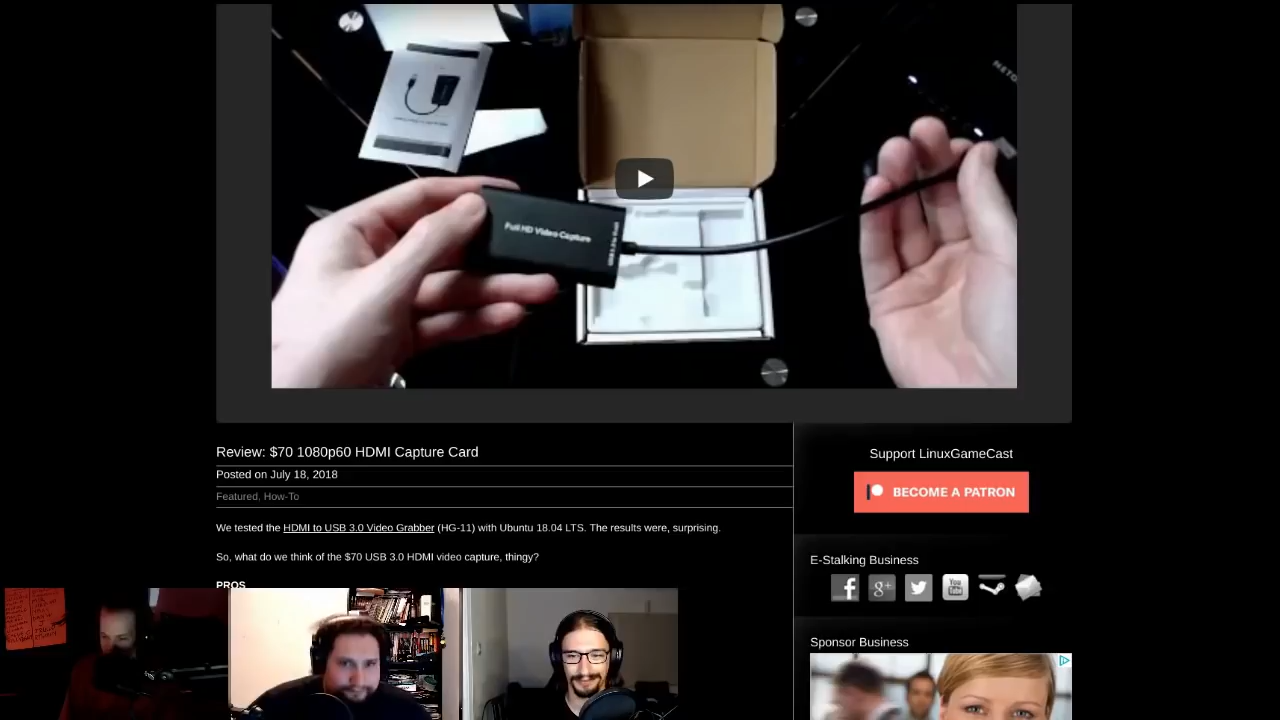 NETG
Full HD Video Capture
Review: $70 1080p60 HDMI Capture Card
Posted on July 18, 2018
Featured, How-To
We tested the HDMI to USB 3.0 Video Grabber (HG-11) with Ubuntu 18.04 LTS. The results were, surprising.
So, what do we think of the $70 USB 3.0 HDMI video capture, thingy?
PROS
Support LinuxGameCast
BECOME A PATRON
E-Stalking Business
f g+ You Tube
Sponsor Business